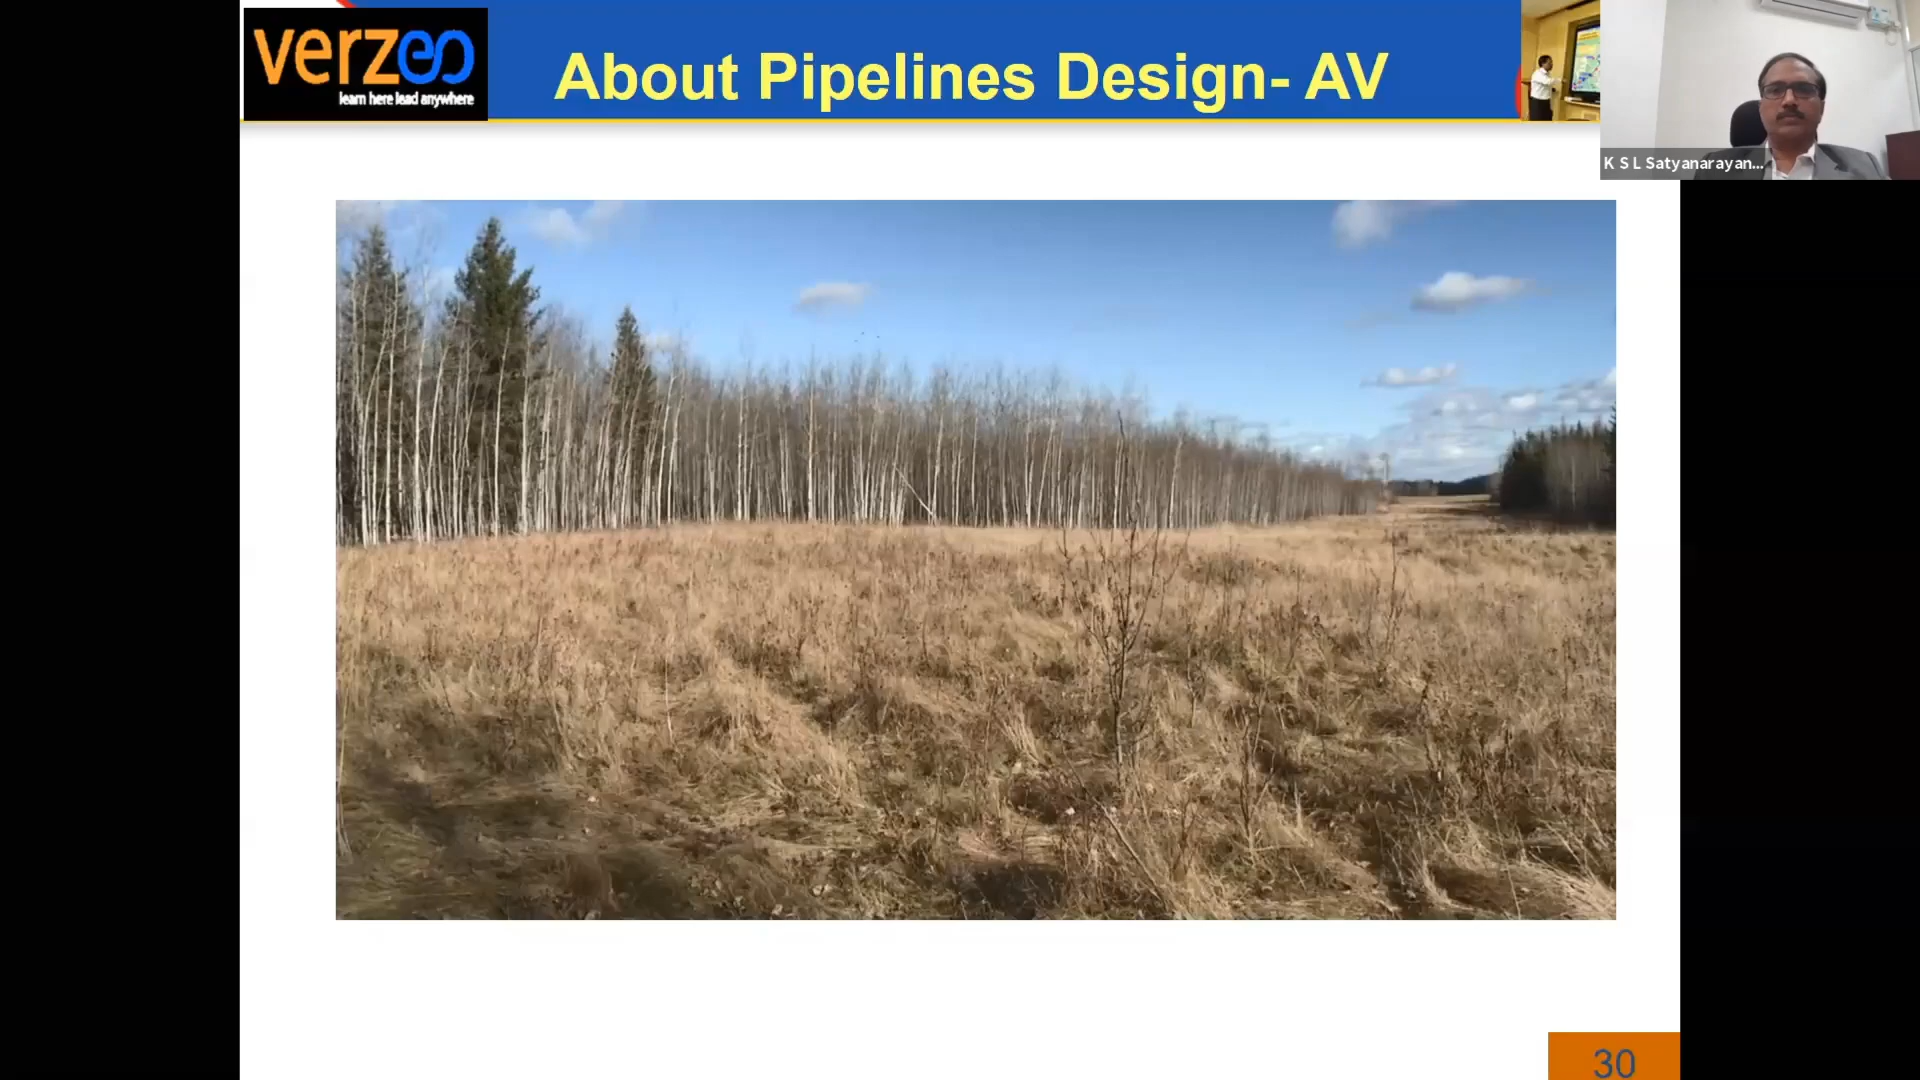 verzeo
learn here lead anywhere
About Pipelines Design- AV
K S L Satyanarayan...
30